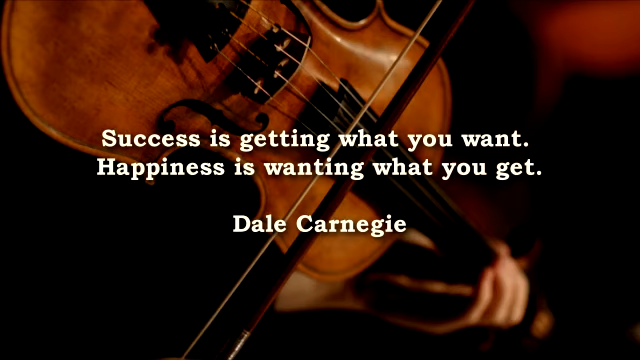 Success is getting what you want.
Happiness is wanting what you get.
Dale Carnegie